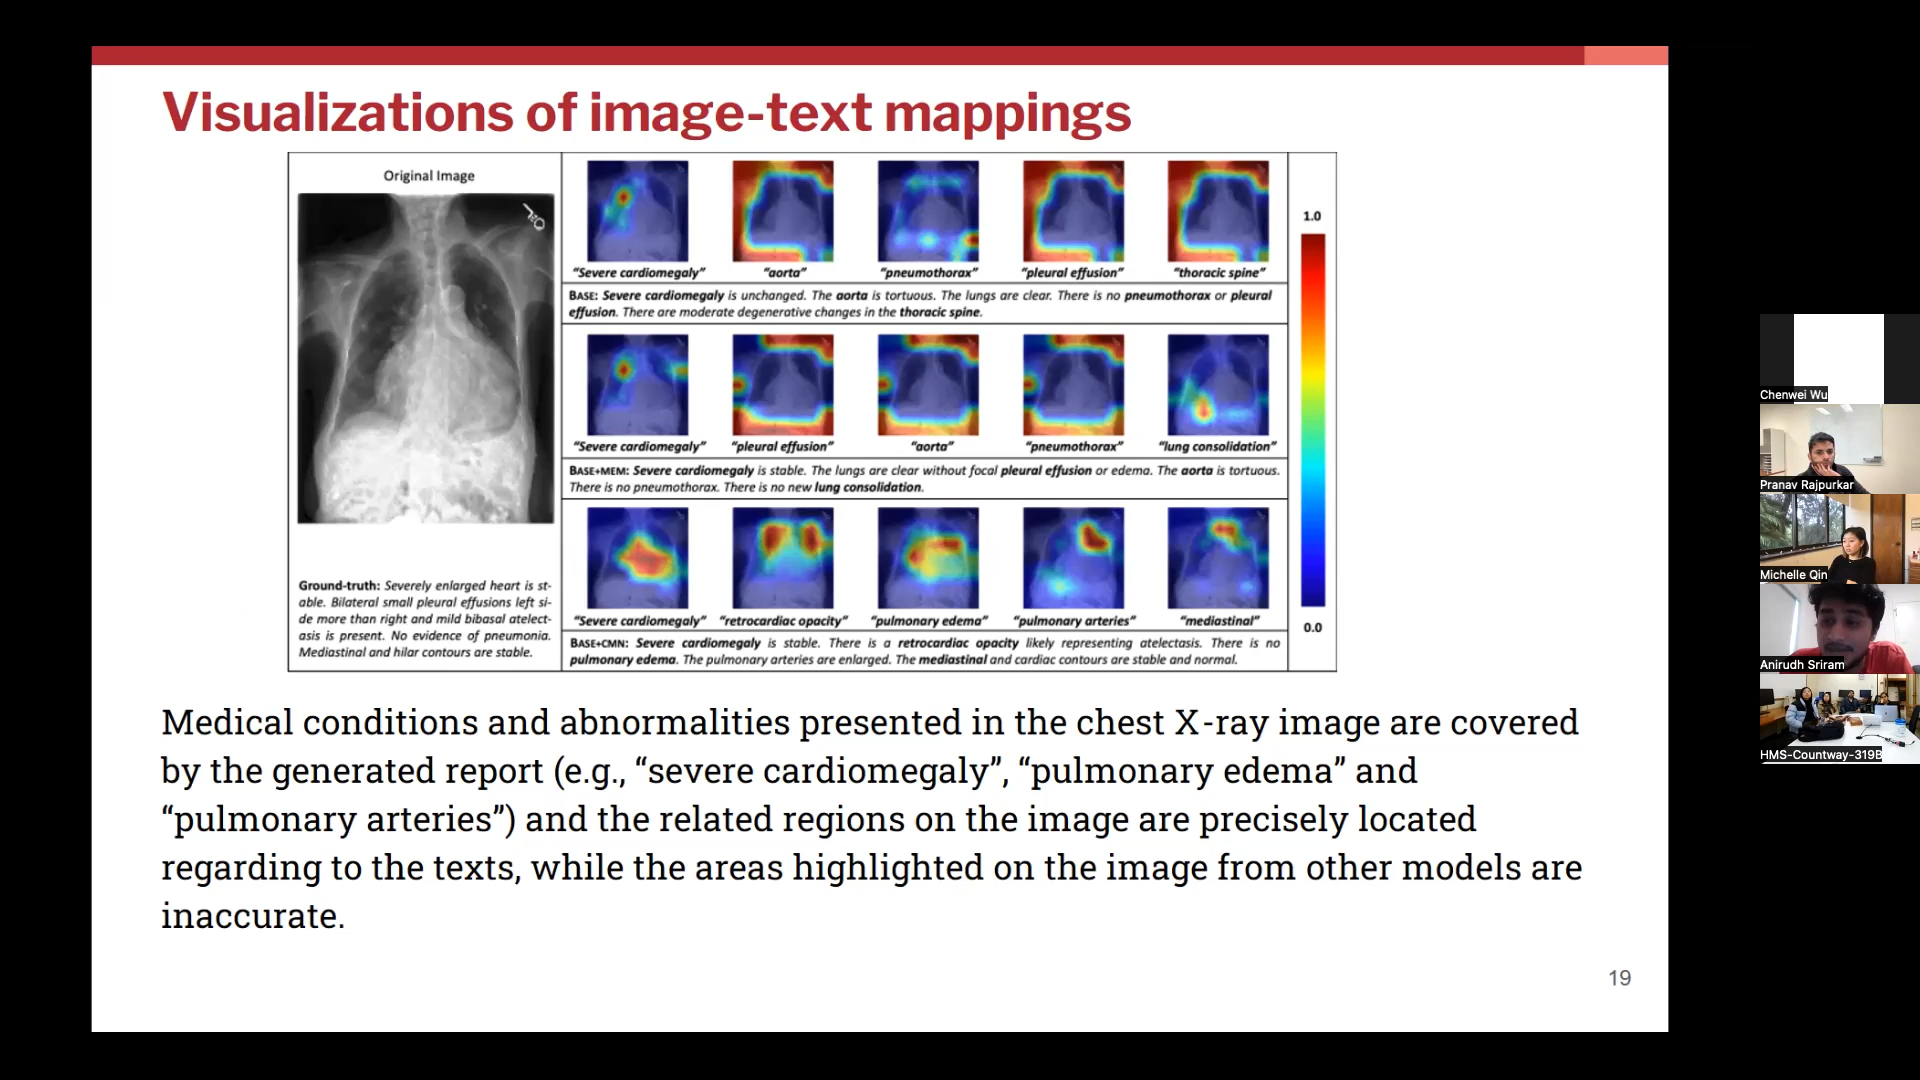 Visualizations of image-text mappings
Original Image
Ground-truth: Severely enlarged heart is st-
able. Bilateral small pleural effusions left si-
de more than right and mild bibasal atelect-
asis is present. No evidence of pneumonia.
Mediastinal and hilar contours are stable.
“Severe cardiomegaly” “aorta” “pneumothorax” “pleural effusion” “thoracic spine”
BASE: Severe cardiomegaly is unchanged. The aorta is tortuous. The lungs are clear. There is no pneumothorax or pleural
effusion. There are moderate degenerative changes in the thoracic spine.
“Severe cardiomegaly” “pleural effusion” “aorta” “pneumothorax” “lung consolidation”
BASE+MEM: Severe cardiomegaly is stable. The lungs are clear without focal pleural effusion or edema. The aorta is tortuous.
There is no pneumothorax. There is no new lung consolidation.
“Severe cardiomegaly” “retrocardiac opacity” “pulmonary edema” “pulmonary arteries” “mediastinal”
BASE+CMN: Severe cardiomegaly is stable. There is a retrocardiac opacity likely representing atelectasis. There is no
pulmonary edema. The pulmonary arteries are enlarged. The mediastinal and cardiac contours are stable and normal.
1.0
0.0
Medical conditions and abnormalities presented in the chest X-ray image are covered
by the generated report (e.g., “severe cardiomegaly”, “pulmonary edema” and
“pulmonary arteries”) and the related regions on the image are precisely located
regarding to the texts, while the areas highlighted on the image from other models are
inaccurate.
19
Chenwei Wu
Pranav Rajpurkar
Michelle Qin
Anirudh Sriram
HMS-Countway-319B